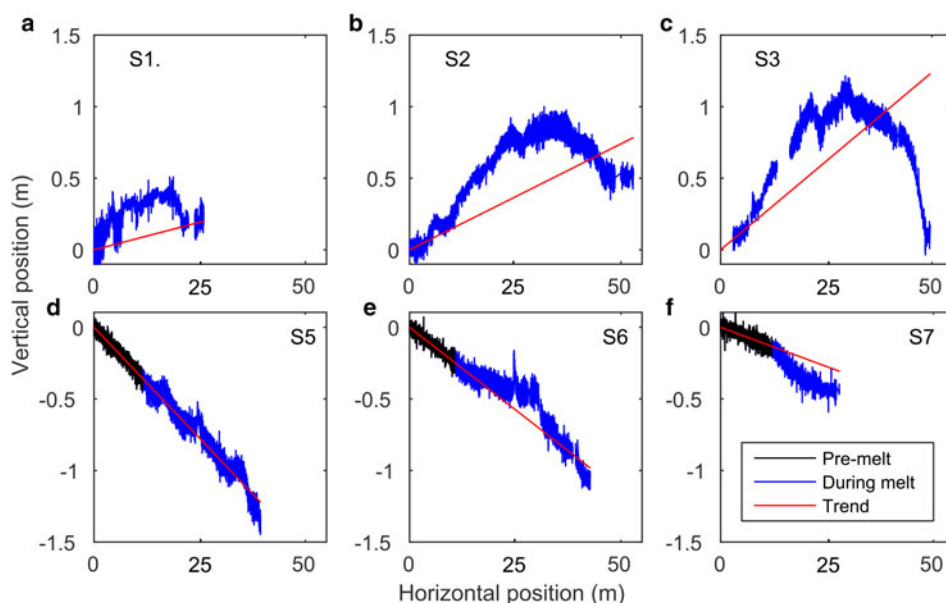 a b c
1.5 1.5 1.5
S1. S2 S3
1 1 1
0.5 0.5 0.5
0 0 0
0 25 50 0 25 50 0 25 50
Vertical position (m)
d e f
0 0 0
S5 S6 S7
-0.5 -0.5 -0.5
-1 -1 -1
Pre-melt
During melt
Trend
-1.5 -1.5 -1.5
0 25 50 0 25 50 0 25 50
Horizontal position (m)